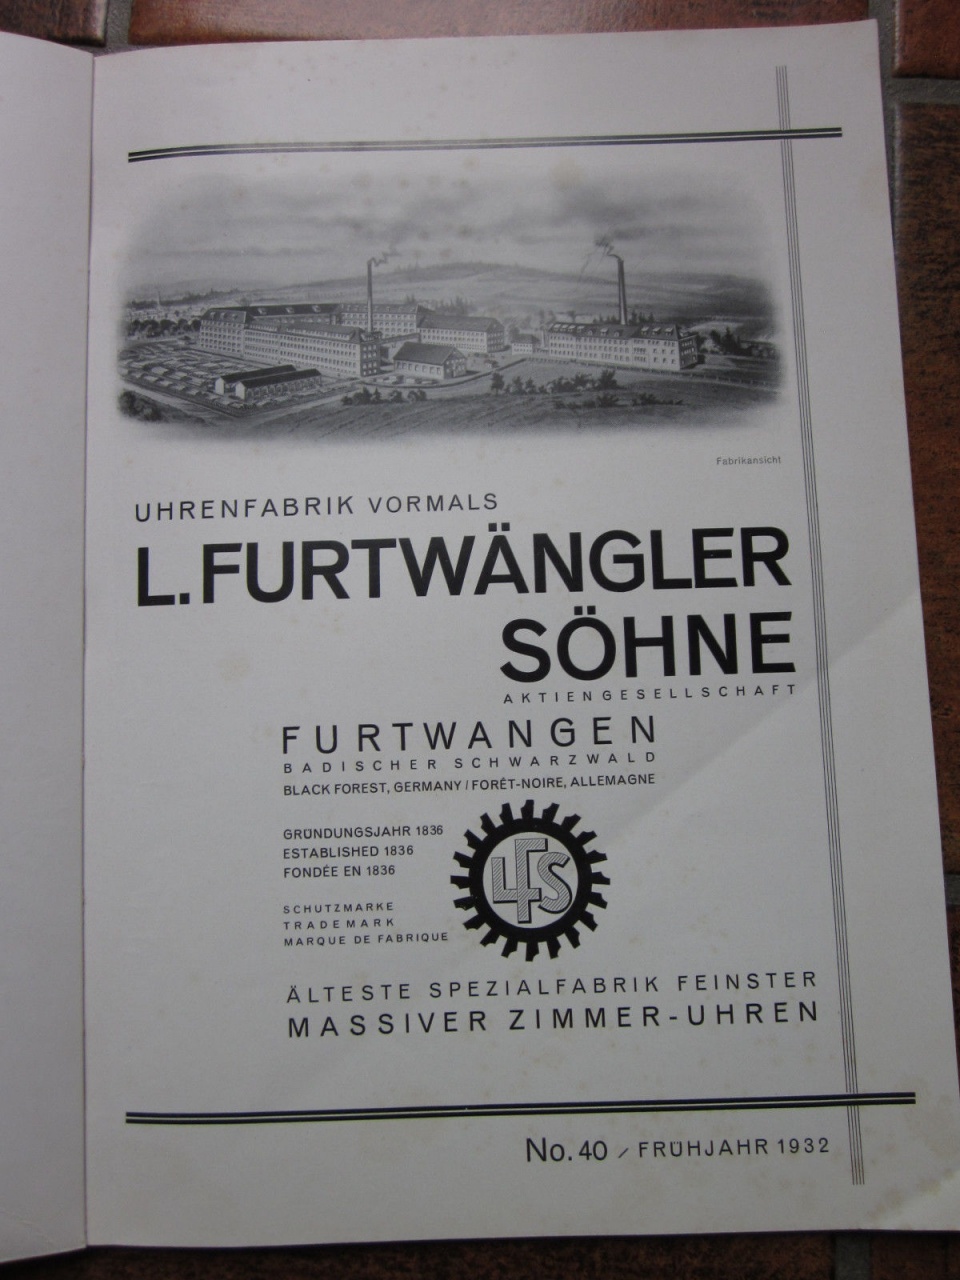 Fabrikansicht
UHRENFABRIK VORMALS
L. FURTWÄNGLER
SÖHNE
AKTIENGESELLSCHAFT
FURTWANGEN
BADISCHER SCHWARZWALD
BLACK FOREST, GERMANY / FORÊT-NOIRE, ALLEMAGNE
GRÜNDUNGSJAHR 1836
ESTABLISHED 1836
FONDÉE EN 1836
LFS
SCHUTZMARKE
TRADEMARK
MARQUE DE FABRIQUE
ÄLTESTE SPEZIALFABRIK FEINSTER
MASSIVER ZIMMER-UHREN
No. 40 / FRÜHJAHR 1932